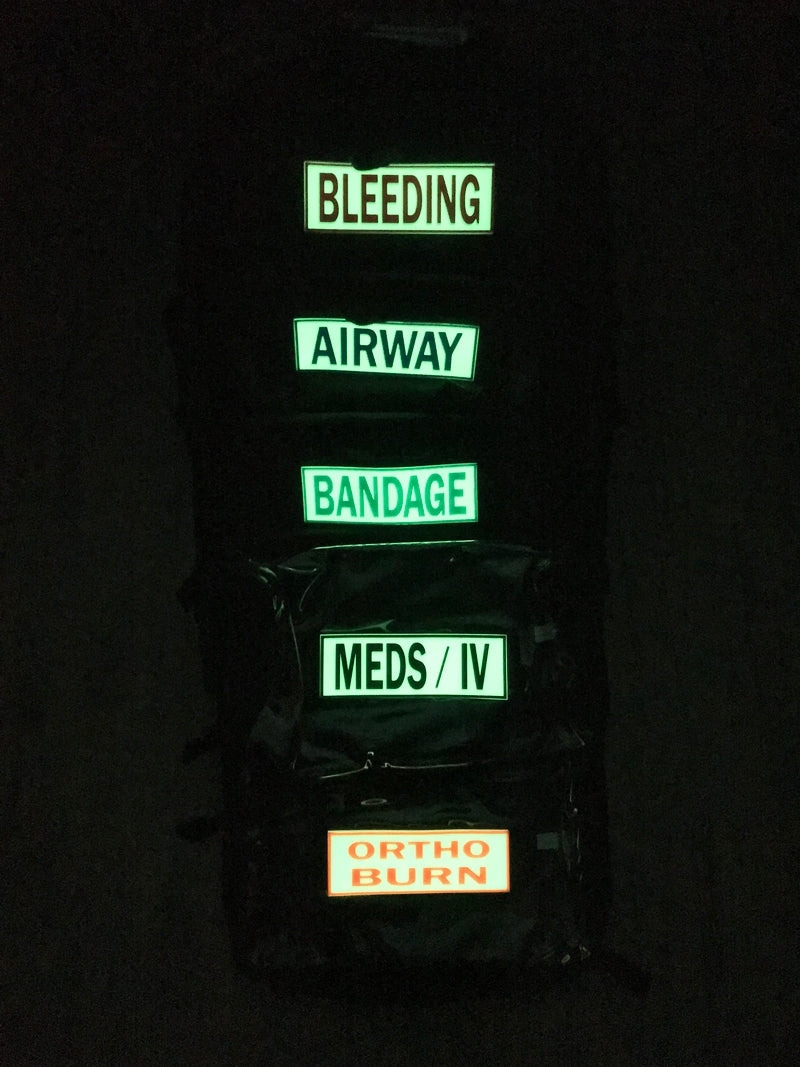 BLEEDING
AIRWAY
BANDAGE
MEDS / IV
ORTHO
BURN